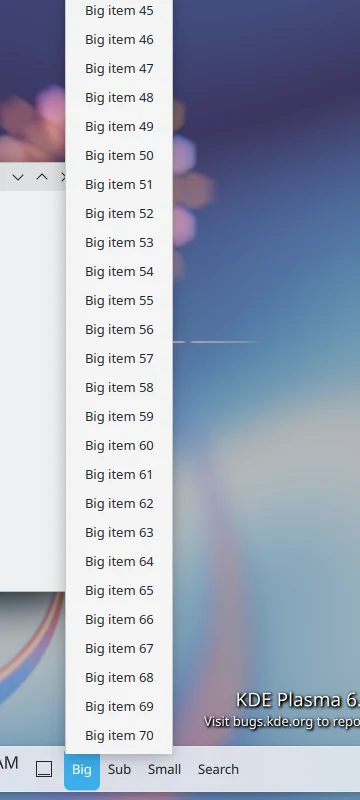 Big item 45
Big item 46
Big item 47
Big item 48
Big item 49
Big item 50
Big item 51
Big item 52
Big item 53
Big item 54
Big item 55
Big item 56
Big item 57
Big item 58
Big item 59
Big item 60
Big item 61
Big item 62
Big item 63
Big item 64
Big item 65
Big item 66
Big item 67
Big item 68
Big item 69
Big item 70
KDE Plasma 6.
Visit bugs.kde.org to repo
AM Big Sub Small Search